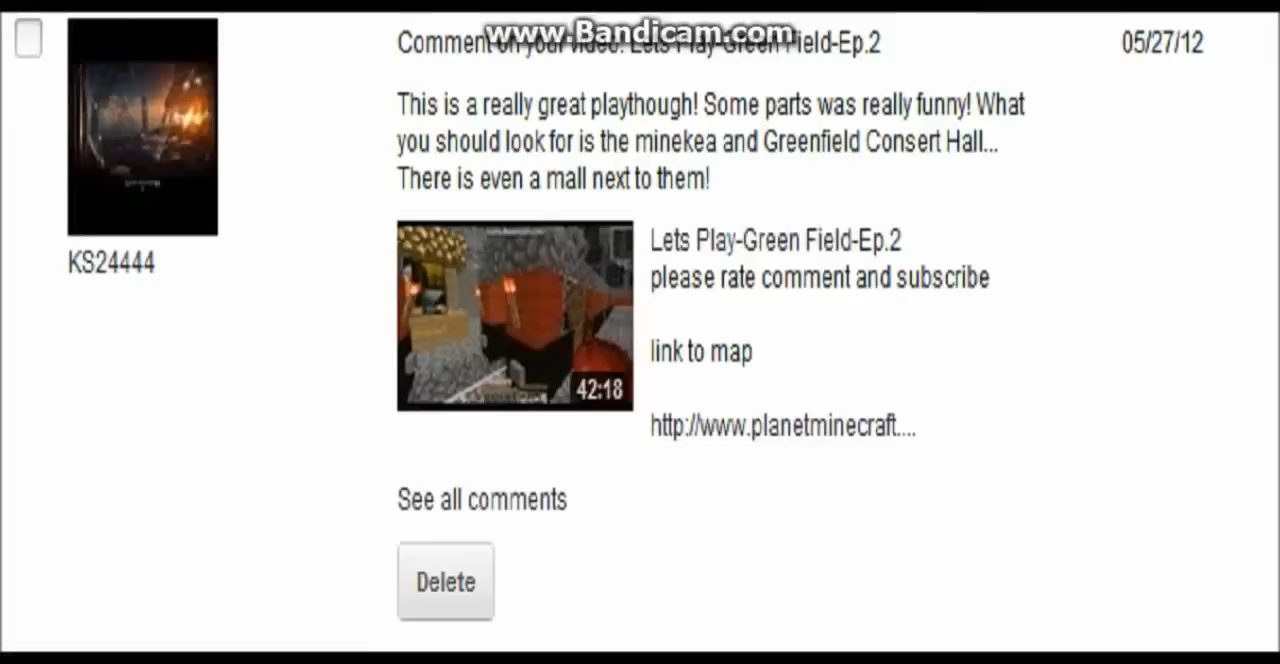 www.Bandicam.com
Comment on your video: Lets Play-Green Field-Ep.2
05/27/12
This is a really great playthough! Some parts was really funny! What
you should look for is the minekea and Greenfield Consert Hall...
There is even a mall next to them!
KS24444
42:18
Lets Play-Green Field-Ep.2
please rate comment and subscribe
link to map
http://www.planetminecraft....
See all comments
Delete